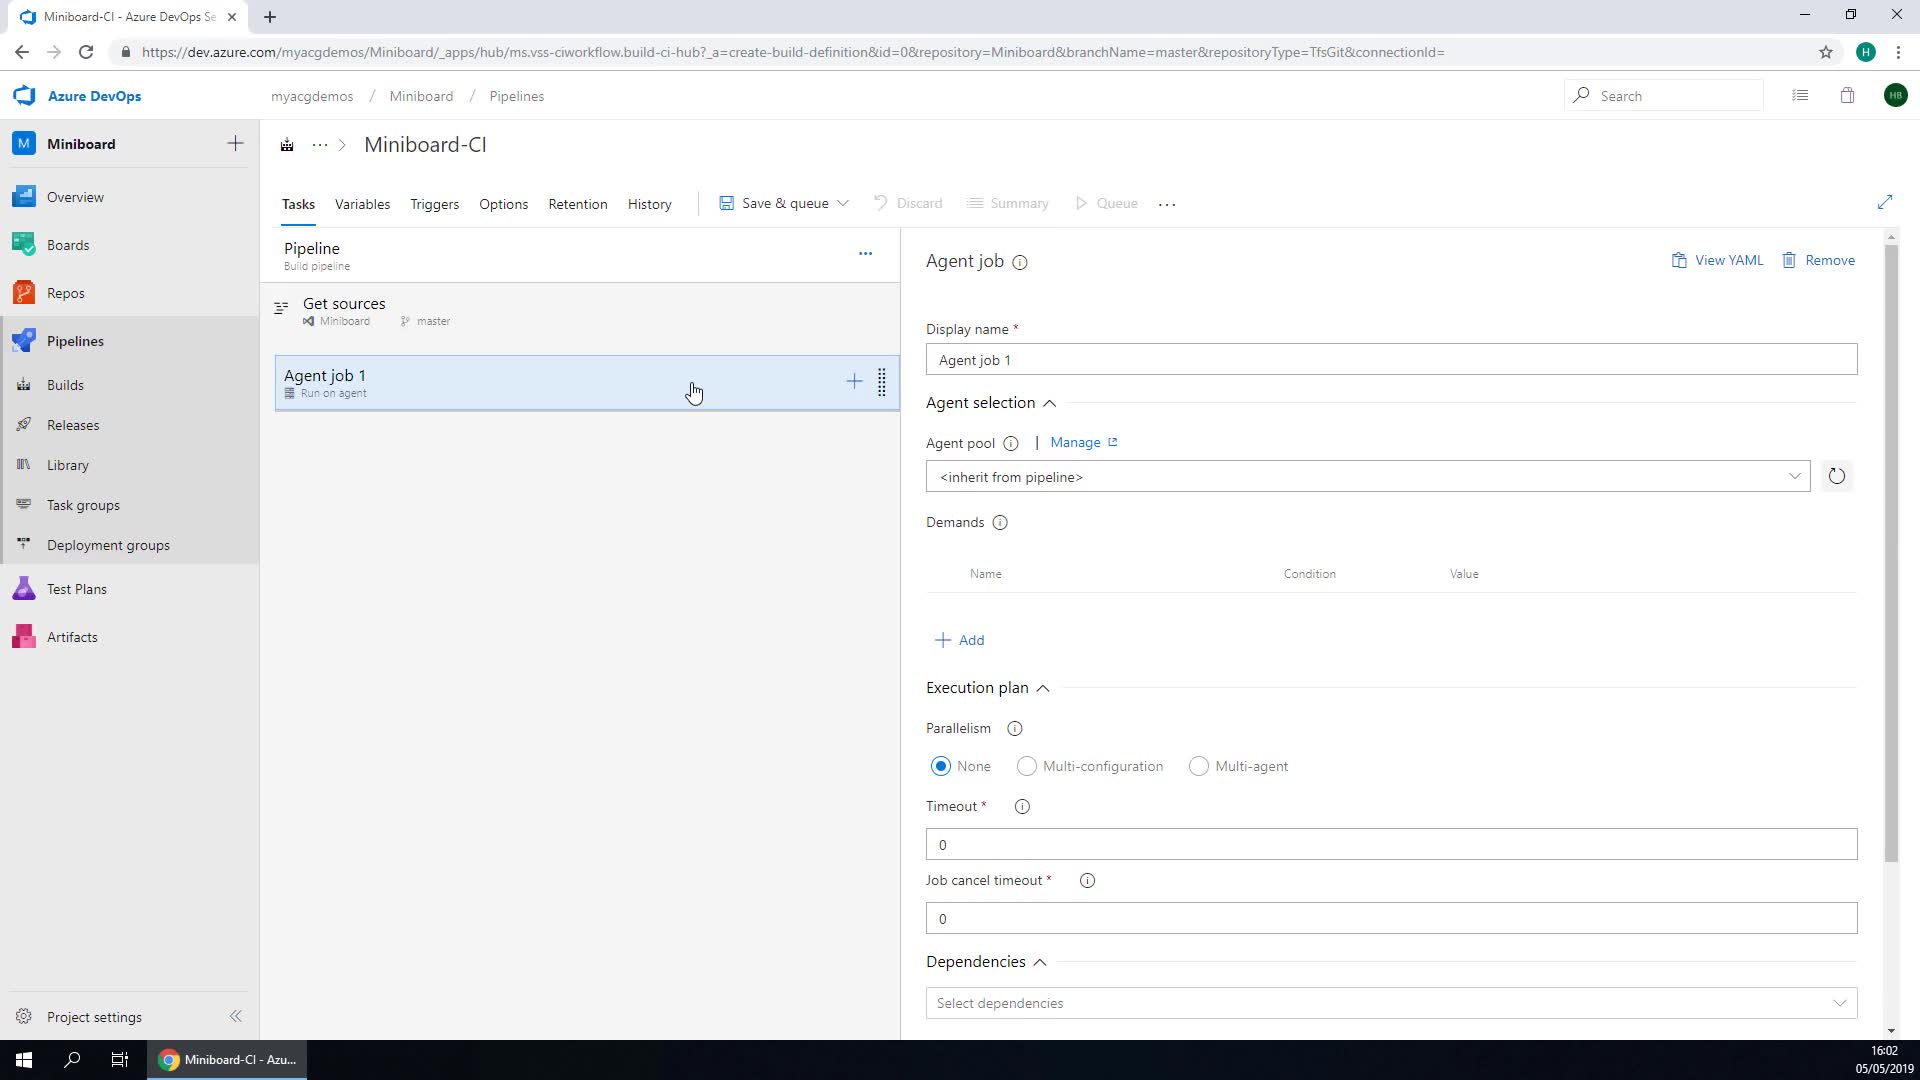 Miniboard-CI - Azure DevOps Se
https://dev.azure.com/myacgdemos/Miniboard/_apps/hub/ms.vss-ciworkflow.build-ci-hub?_a=create-build-definition&id=0&repository=Miniboard&branchName=master&repositoryType=TfsGit&connectionId=
H
Azure DevOps
myacgdemos / Miniboard / Pipelines
Search
HB
M Miniboard
Overview
Boards
Repos
Pipelines
Builds
Releases
Library
Task groups
Deployment groups
Test Plans
Artifacts
Project settings
... > Miniboard-CI
Tasks Variables Triggers Options Retention History Save & queue Discard Summary Queue ...
Pipeline
Build pipeline
...
Get sources
Miniboard master
Agent job 1
Run on agent
Agent job
View YAML Remove
Display name *
Agent job 1
Agent selection
Agent pool | Manage
<inherit from pipeline>
Demands
Name Condition Value
Add
Execution plan
Parallelism
None Multi-configuration Multi-agent
Timeout *
0
Job cancel timeout *
0
Dependencies
Select dependencies
Miniboard-CI - Azu...
16:02
05/05/2019